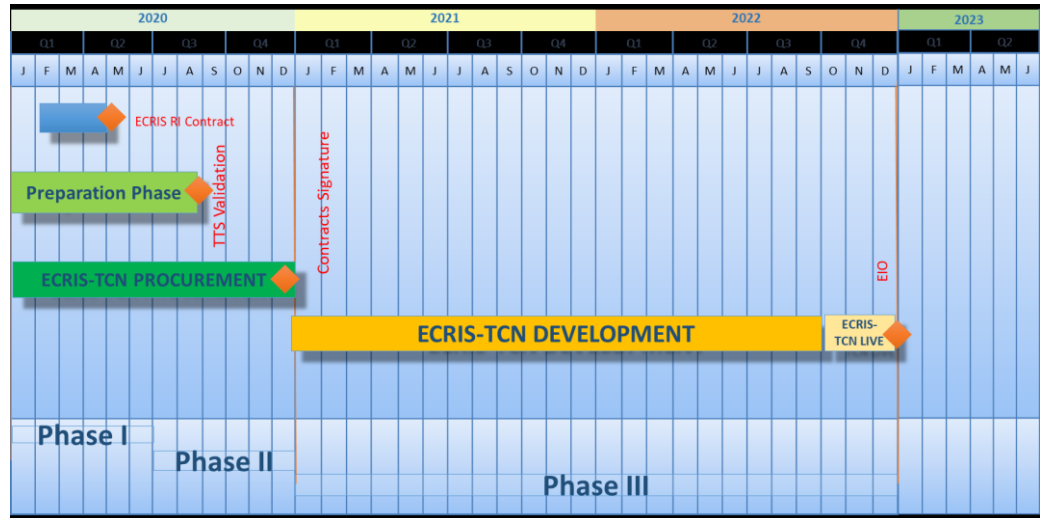 2020 2021 2022 2023
Q1 Q2 Q3 Q4 Q1 Q2 Q3 Q4 Q1 Q2 Q3 Q4 Q1 Q2
J F M A M J J A S O N D J F M A M J J A S O N D J F M A M J J A S O N D J F M A M J
ECRIS RI Contract
Preparation Phase
TTS Validation
Contracts Signature
ECRIS-TCN PROCUREMENT
EIO
ECRIS-TCN DEVELOPMENT
ECRIS-
TCN LIVE
Phase I
Phase II
Phase III